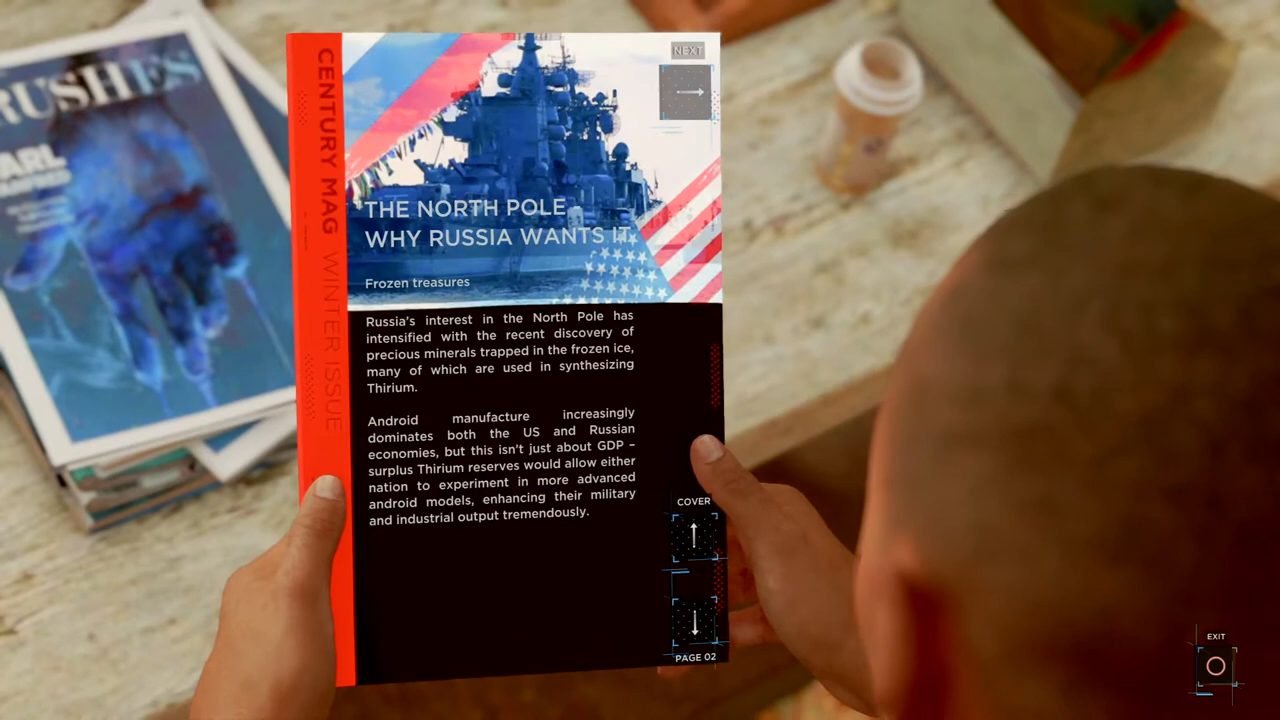 RUSHES
CENTURY MAG WINTER ISSUE
NEXT
THE NORTH POLE
WHY RUSSIA WANTS IT
Frozen treasures
Russia's interest in the North Pole has
intensified with the recent discovery of
precious minerals trapped in the frozen ice,
many of which are used in synthesizing
Thirium.
Android manufacture increasingly
dominates both the US and Russian
economies, but this isn't just about GDP –
surplus Thirium reserves would allow either
nation to experiment in more advanced
android models, enhancing their military
and industrial output tremendously.
COVER
PAGE 02
EXIT